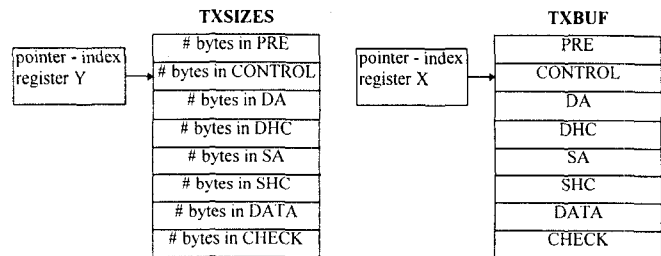 TXSIZES
pointer - index
register Y
# bytes in PRE
# bytes in CONTROL
# bytes in DA
# bytes in DHC
# bytes in SA
# bytes in SHC
# bytes in DATA
# bytes in CHECK
TXBUF
pointer - index
register X
PRE
CONTROL
DA
DHC
SA
SHC
DATA
CHECK